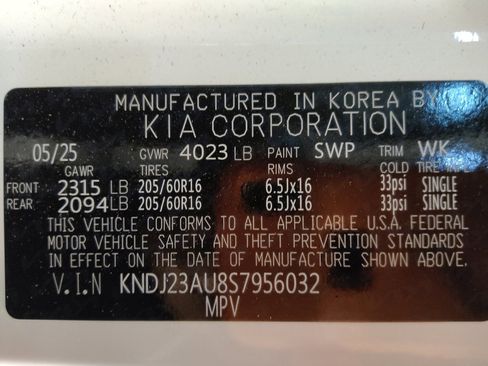 MANUFACTURED IN KOREA BY
KIA CORPORATION
05/25 GVWR 4023 LB PAINT SWP TRIM WK
GAWR TIRES RIMS COLD TIRE
FRONT 2315 LB 205/60R16 6.5Jx16 33psi SINGLE
REAR 2094 LB 205/60R16 6.5Jx16 33psi SINGLE
THIS VEHICLE CONFORMS TO ALL APPLICABLE U.S.A. FEDERAL
MOTOR VEHICLE SAFETY AND THEFT PREVENTION STANDARDS
IN EFFECT ON THE DATE OF MANUFACTURE SHOWN ABOVE.
V.I.N KNDJ23AU8S7956032
MPV